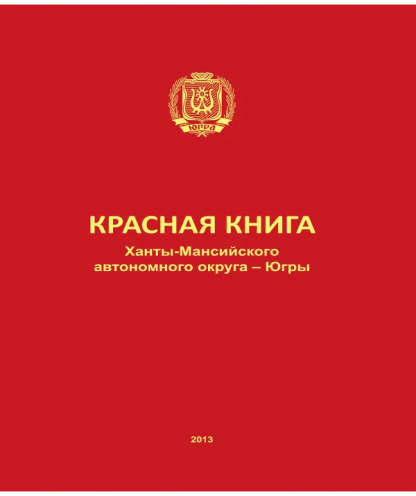 ЮГРА
КРАСНАЯ КНИГА
Ханты-Мансийского
автономного округа – Югры
2013